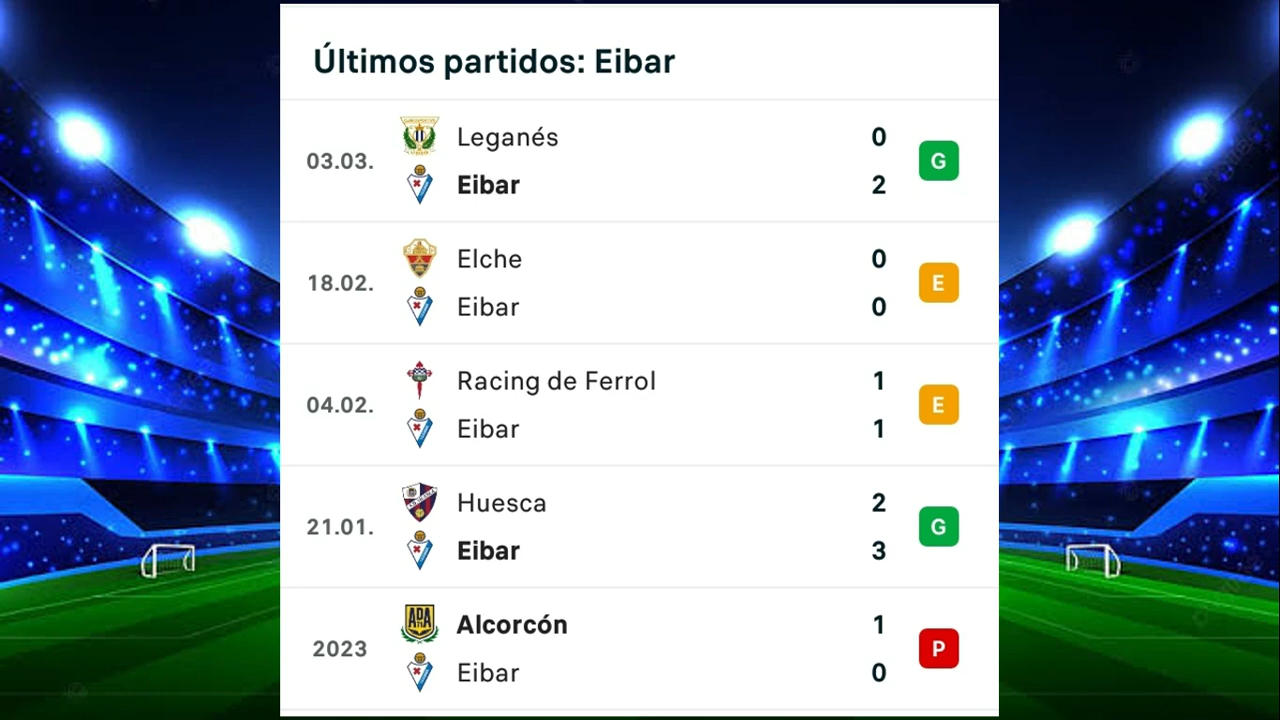 Últimos partidos: Eibar
03.03.
Leganés 0
Eibar 2
G
18.02.
Elche 0
Eibar 0
E
04.02.
Racing de Ferrol 1
Eibar 1
E
21.01.
Huesca 2
Eibar 3
G
2023
Alcorcón 1
Eibar 0
P